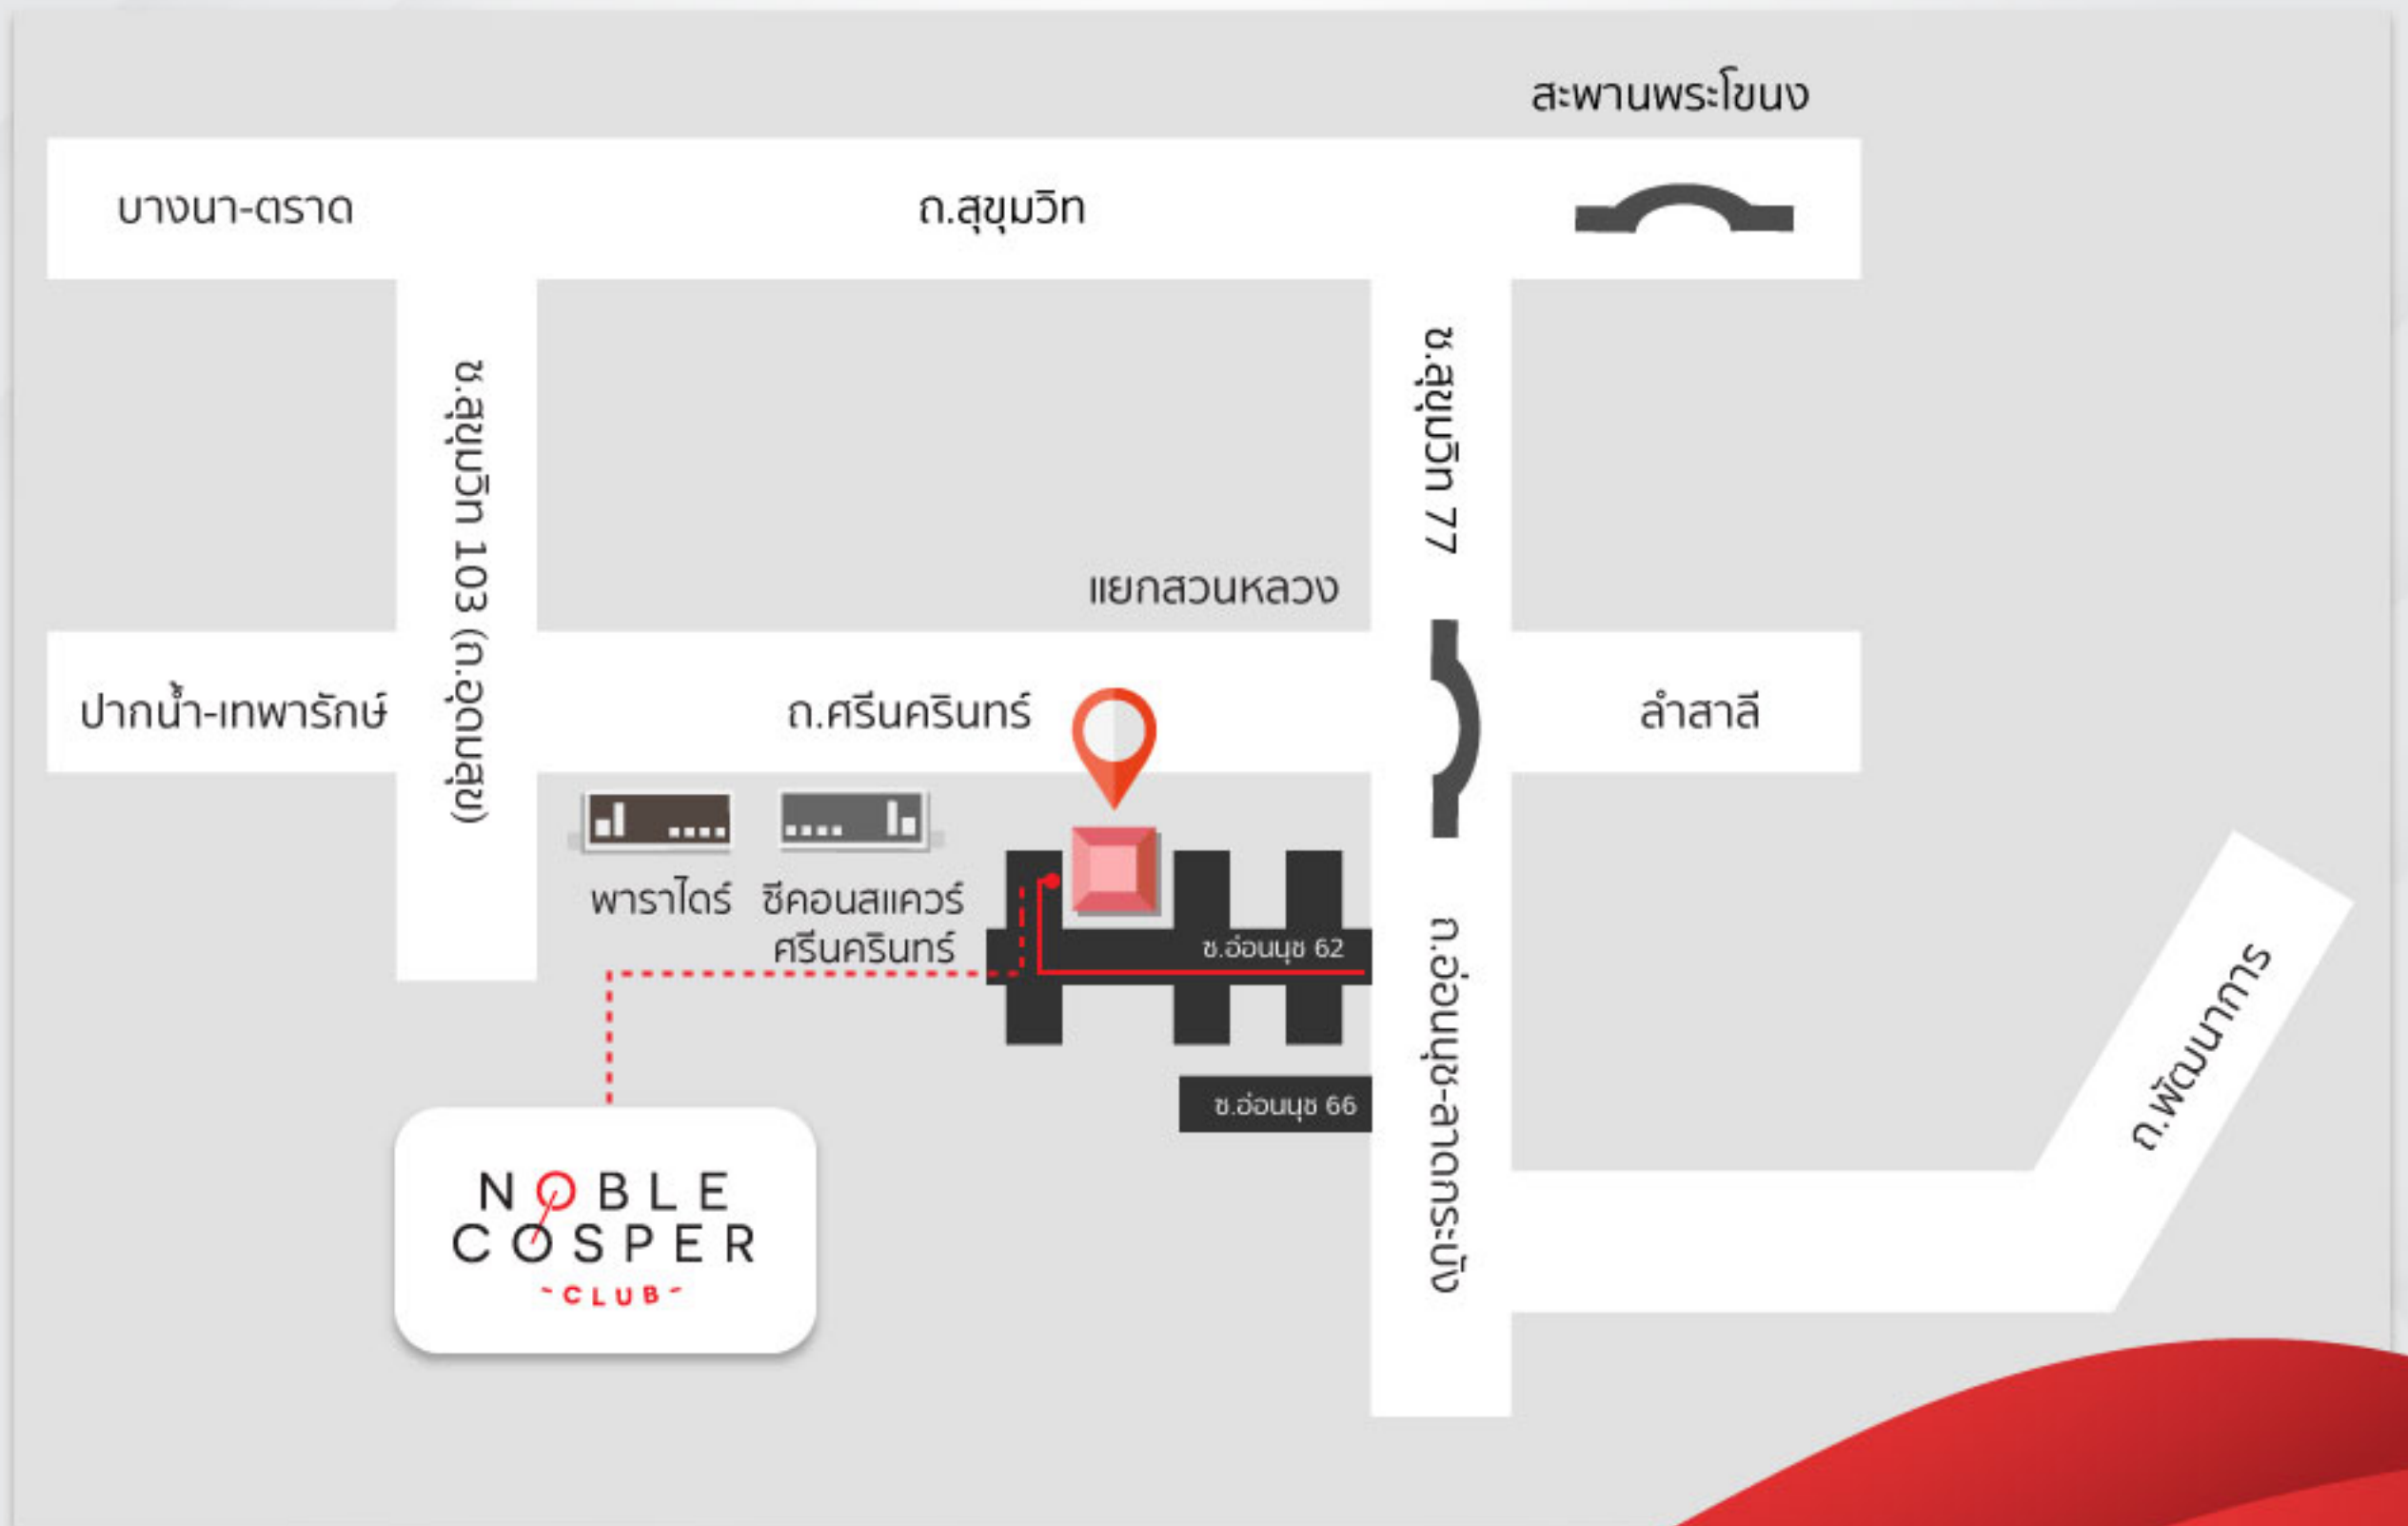 สะพานพระโขนง
บางนา-ตราด
ถ.สุขุมวิท
ซ.สุขุมวิท 103 (ถ.อุดมสุข)
ซ.สุขุมวิท 77
แยกสวนหลวง
ปากน้ำ-เทพารักษ์
ถ.ศรีนครินทร์
ลำสาลี
พาราไดร์
ซีคอนสแควร์
ศรีนครินทร์
ซ.อ่อนนุช 62
ซ.อ่อนนุช 66
ถ.อ่อนนุช-ลาดกระบัง
ถ.พัฒนาการ
NOBLE
COSPER
-CLUB-